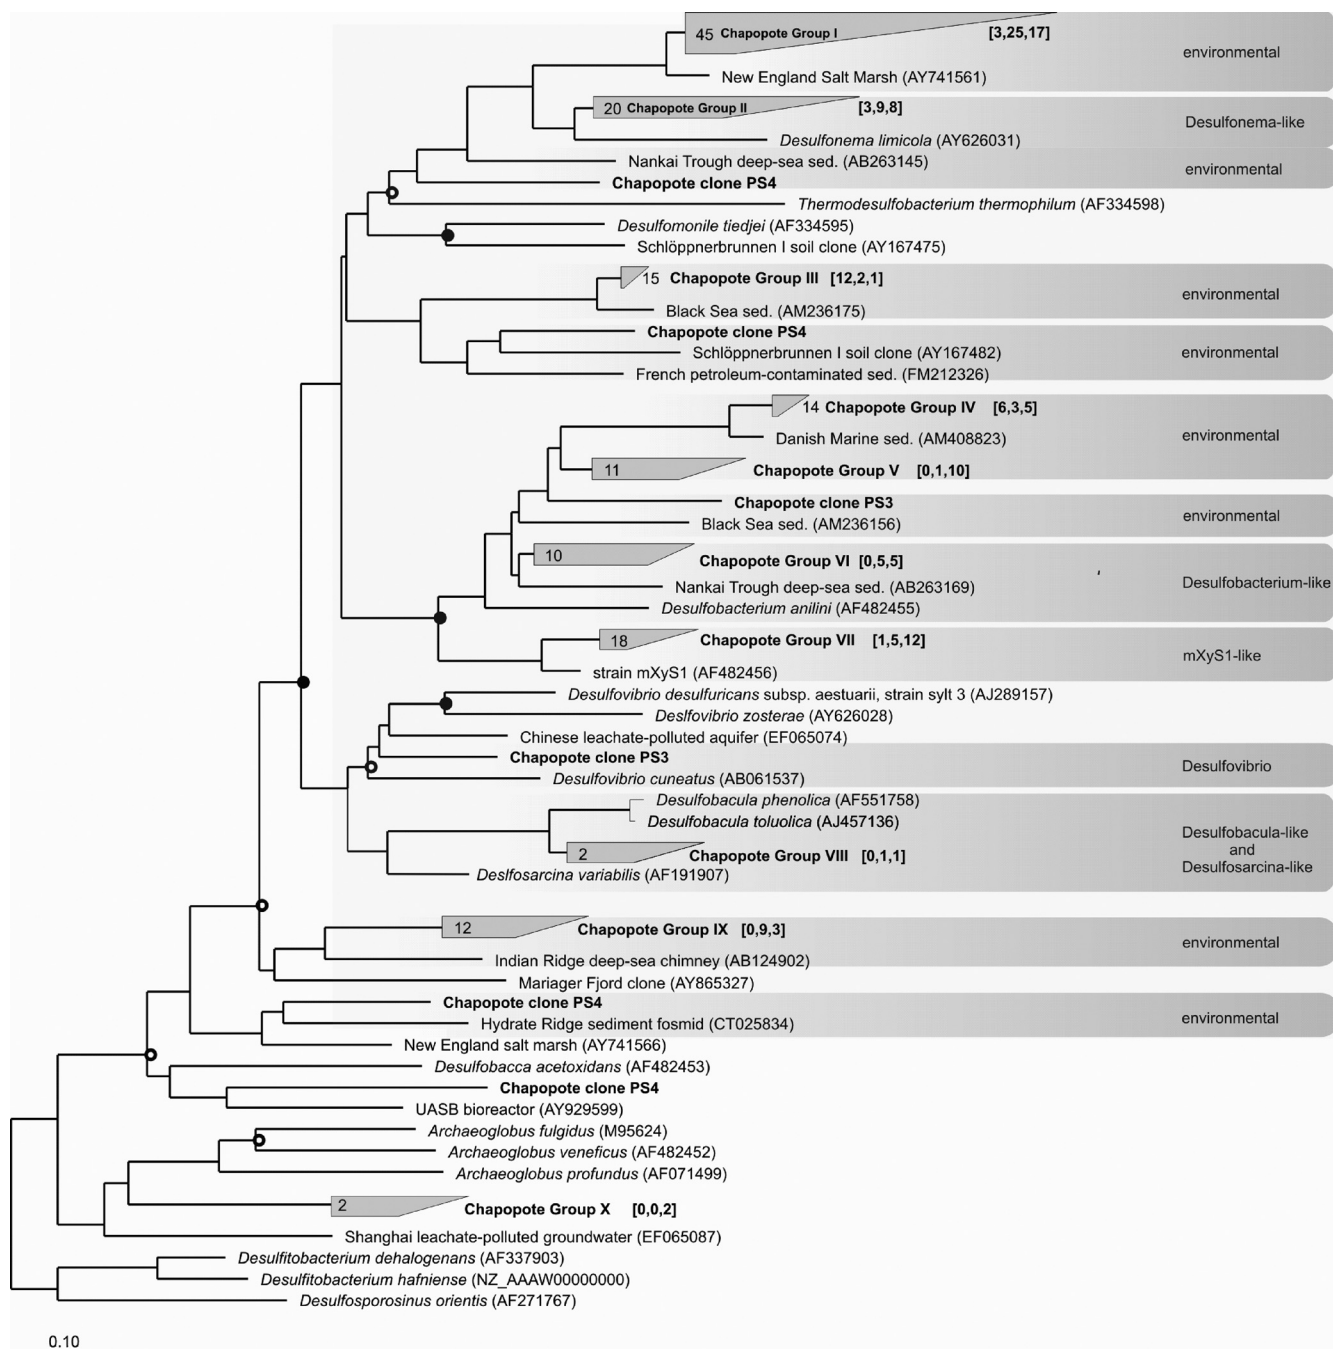 45 Chapopote Group I [3,25,17]
environmental
New England Salt Marsh (AY741561)
20 Chapopote Group II [3,9,8]
Desulfonema-like
Desulfonema limicola (AY626031)
Nankai Trough deep-sea sed. (AB263145)
environmental
Chapopote clone PS4
Thermodesulfobacterium thermophilum (AF334598)
Desulfomonile tiedjei (AF334595)
Schlöppnerbrunnen I soil clone (AY167475)
15 Chapopote Group III [12,2,1]
environmental
Black Sea sed. (AM236175)
Chapopote clone PS4
Schlöppnerbrunnen I soil clone (AY167482)
environmental
French petroleum-contaminated sed. (FM212326)
14 Chapopote Group IV [6,3,5]
environmental
Danish Marine sed. (AM408823)
11 Chapopote Group V [0,1,10]
Chapopote clone PS3
environmental
Black Sea sed. (AM236156)
10 Chapopote Group VI [0,5,5]
Desulfobacterium-like
Nankai Trough deep-sea sed. (AB263169)
Desulfobacterium anilini (AF482455)
18 Chapopote Group VII [1,5,12]
mXyS1-like
strain mXyS1 (AF482456)
Desulfovibrio desulfuricans subsp. aestuarii, strain sylt 3 (AJ289157)
Deslfovibrio zosterae (AY626028)
Chinese leachate-polluted aquifer (EF065074)
Chapopote clone PS3
Desulfovibrio
Desulfovibrio cuneatus (AB061537)
Desulfobacula phenolica (AF551758)
Desulfobacula toluolica (AJ457136)
Desulfobacula-like
and
Desulfosarcina-like
2 Chapopote Group VIII [0,1,1]
Deslfosarcina variabilis (AF191907)
12 Chapopote Group IX [0,9,3]
environmental
Indian Ridge deep-sea chimney (AB124902)
Mariager Fjord clone (AY865327)
Chapopote clone PS4
environmental
Hydrate Ridge sediment fosmid (CT025834)
New England salt marsh (AY741566)
Desulfobacca acetoxidans (AF482453)
Chapopote clone PS4
UASB bioreactor (AY929599)
Archaeoglobus fulgidus (M95624)
Archaeoglobus veneficus (AF482452)
Archaeoglobus profundus (AF071499)
2 Chapopote Group X [0,0,2]
Shanghai leachate-polluted groundwater (EF065087)
Desulfitobacterium dehalogenans (AF337903)
Desulfitobacterium hafniense (NZ_AAAW00000000)
Desulfosporosinus orientis (AF271767)
0.10